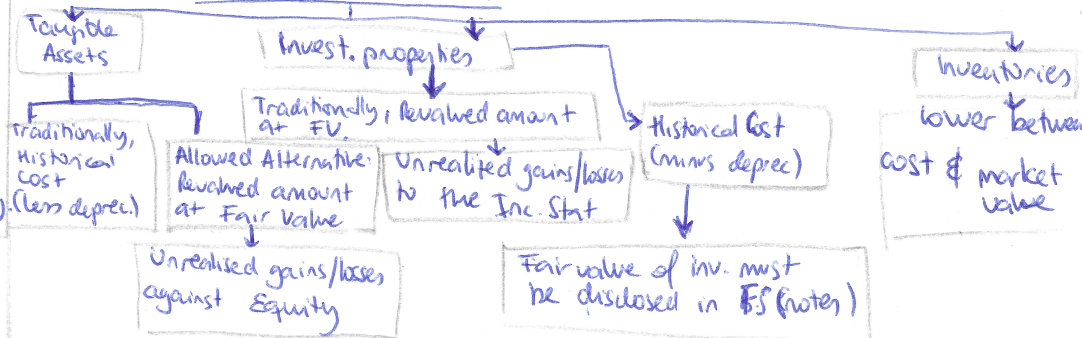 Tangible
Assets
Invest. properties
Inventories
Traditionally,
Historical
cost
(less deprec.)
Allowed Alternative:
Revalued amount
at Fair Value
Unrealised gains/losses
against Equity
Traditionally, Revalued amount
at FV.
Unrealised gains/losses
to the Inc. Stat
Historical Cost
(minus deprec)
Fair value of inv. must
be disclosed in FS (notes)
lower between
cost & market
value